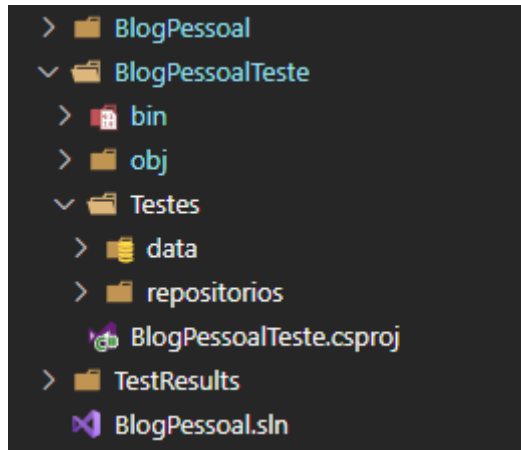 BlogPessoal
BlogPessoalTeste
bin
obj
Testes
data
repositorios
BlogPessoalTeste.csproj
TestResults
BlogPessoal.sln